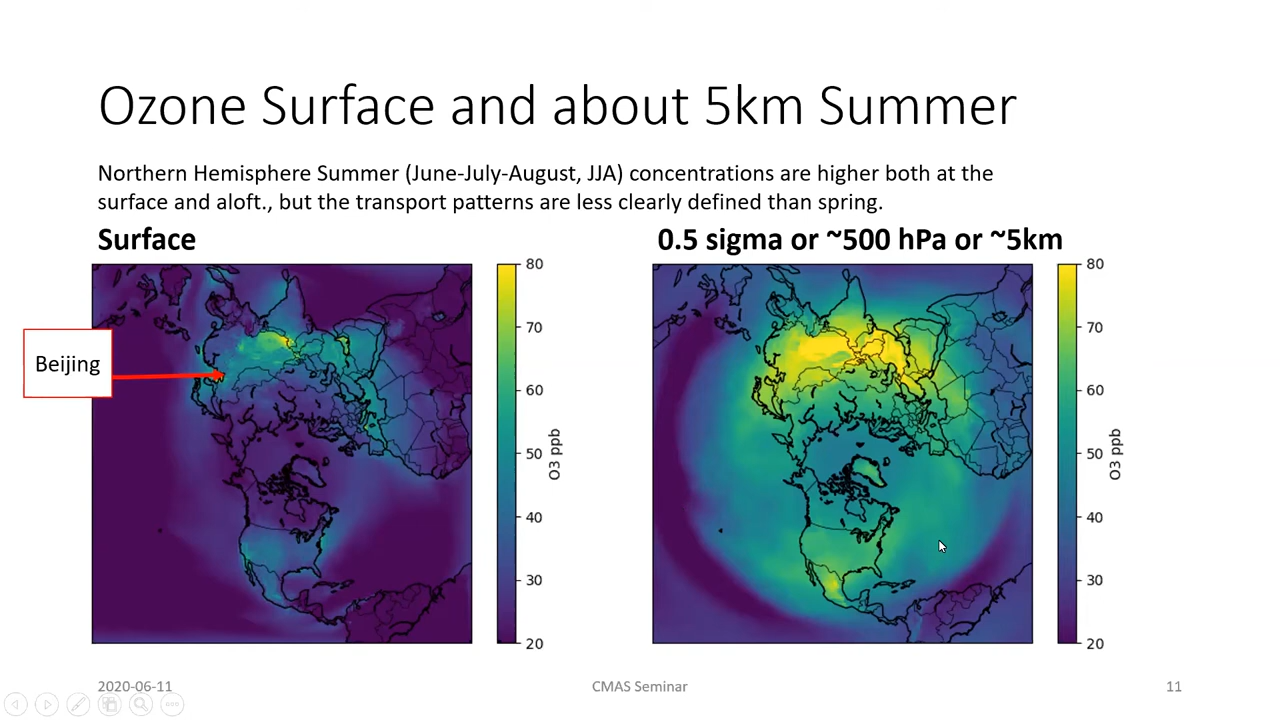 Ozone Surface and about 5km Summer
Northern Hemisphere Summer (June-July-August, JJA) concentrations are higher both at the
surface and aloft., but the transport patterns are less clearly defined than spring.
Surface
0.5 sigma or ~500 hPa or ~5km
Beijing
80
70
60
50
40
30
20
O3 ppb
80
70
60
50
40
30
20
O3 ppb
2020-06-11
CMAS Seminar
11